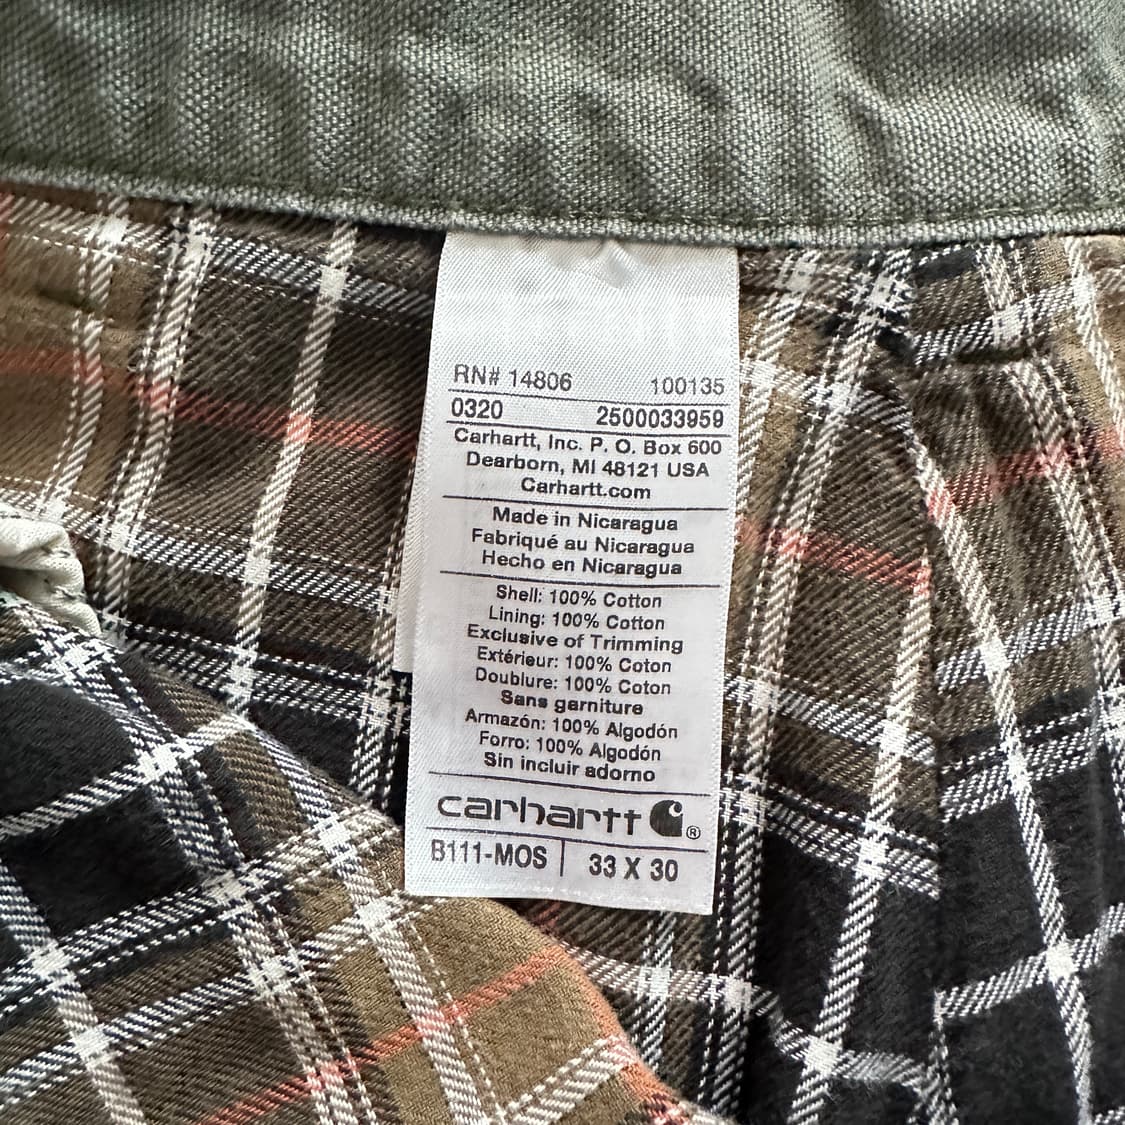 RN# 14806 100135
0320 2500033959
Carhartt, Inc. P. O. Box 600
Dearborn, MI 48121 USA
Carhartt.com
Made in Nicaragua
Fabriqué au Nicaragua
Hecho en Nicaragua
Shell: 100% Cotton
Lining: 100% Cotton
Exclusive of Trimming
Extérieur: 100% Coton
Doublure: 100% Coton
Sans garniture
Armazón: 100% Algodón
Forro: 100% Algodón
Sin incluir adorno
carhartt ®
B111-MOS | 33 X 30